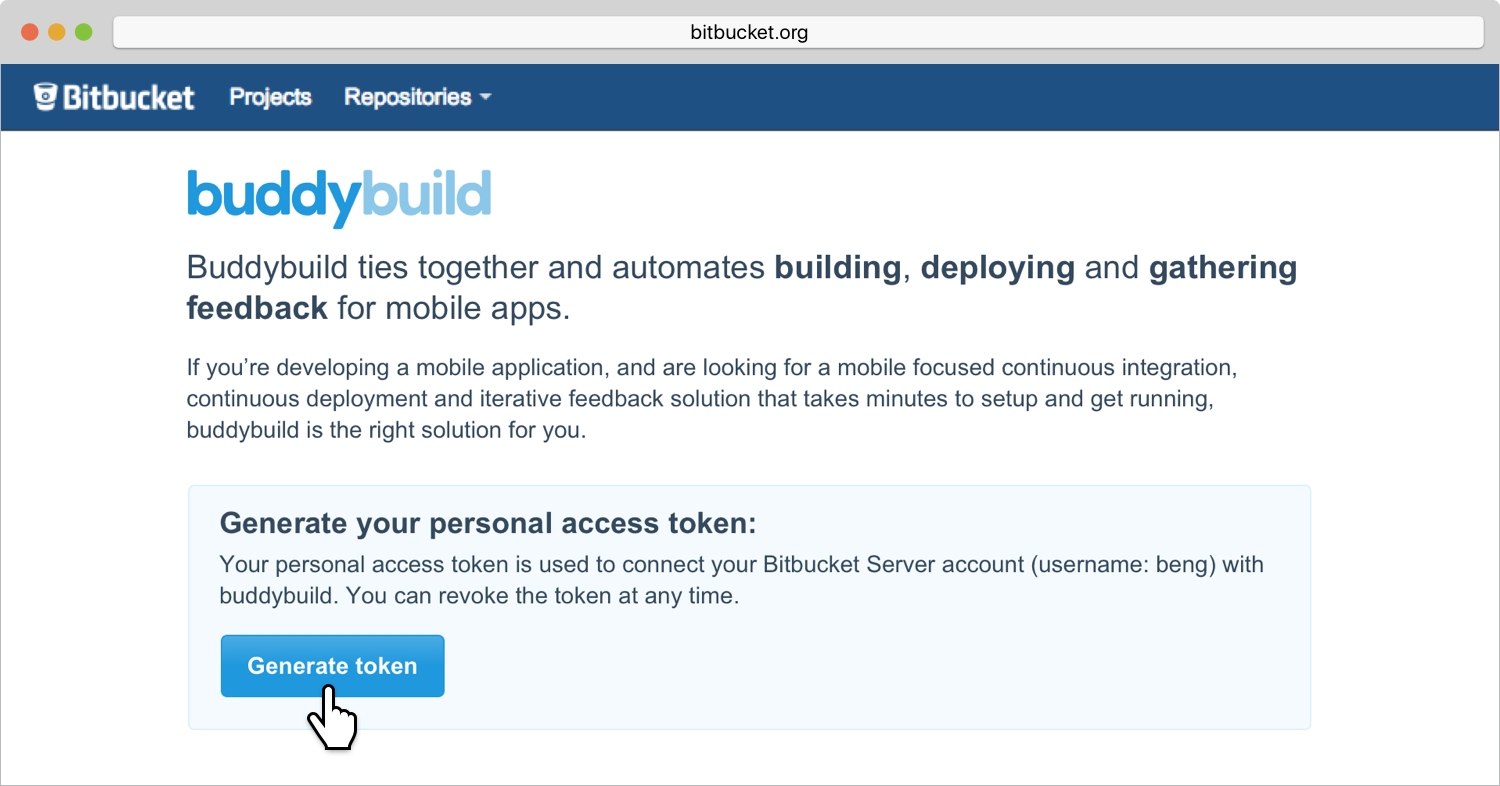 bitbucket.org
Bitbucket Projects Repositories
buddybuild
Buddybuild ties together and automates building, deploying and gathering
feedback for mobile apps.
If you’re developing a mobile application, and are looking for a mobile focused continuous integration,
continuous deployment and iterative feedback solution that takes minutes to setup and get running,
buddybuild is the right solution for you.
Generate your personal access token:
Your personal access token is used to connect your Bitbucket Server account (username: beng) with
buddybuild. You can revoke the token at any time.
Generate token